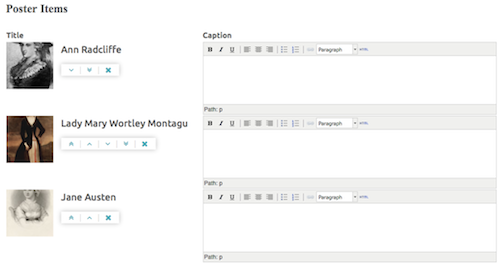 Poster Items
Title Caption
Ann Radcliffe
B I U Paragraph HTML
Path: p
Lady Mary Wortley Montagu
B I U Paragraph HTML
Path: p
Jane Austen
B I U Paragraph HTML
Path: p